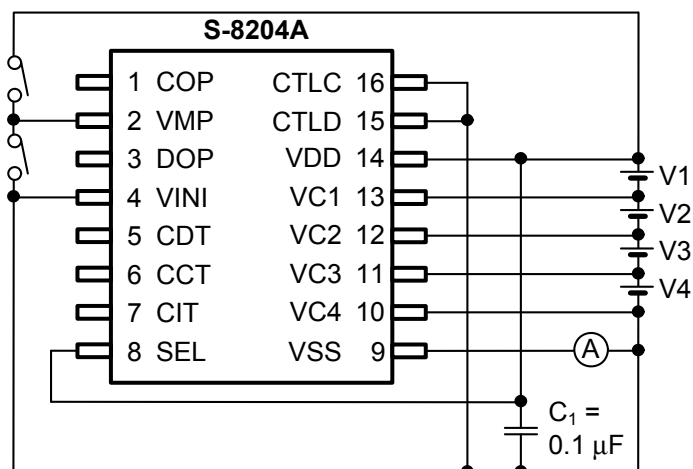 S-8204A
1 COP CTLC 16
2 VMP CTLD 15
3 DOP VDD 14
4 VINI VC1 13
5 CDT VC2 12
6 CCT VC3 11
7 CIT VC4 10
8 SEL VSS 9
V1
V2
V3
V4
A
C₁ =
0.1 µF